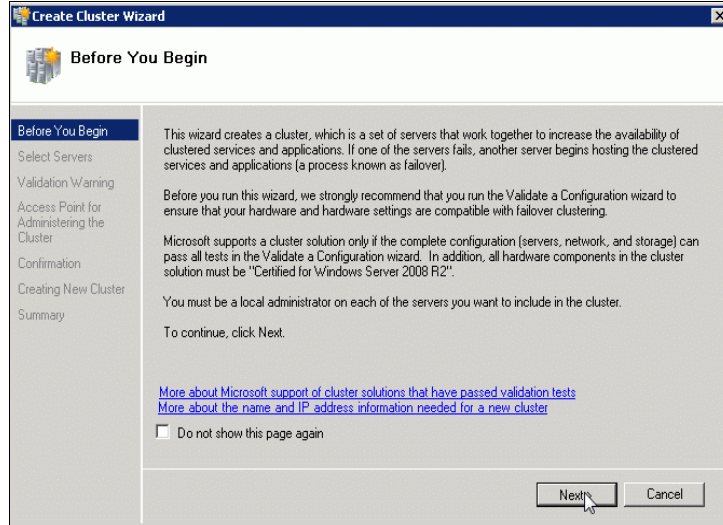 Create Cluster Wizard
Before You Begin
Before You Begin
Select Servers
Validation Warning
Access Point for
Administering the
Cluster
Confirmation
Creating New Cluster
Summary
This wizard creates a cluster, which is a set of servers that work together to increase the availability of
clustered services and applications. If one of the servers fails, another server begins hosting the clustered
services and applications (a process known as failover).
Before you run this wizard, we strongly recommend that you run the Validate a Configuration wizard to
ensure that your hardware and hardware settings are compatible with failover clustering.
Microsoft supports a cluster solution only if the complete configuration (servers, network, and storage) can
pass all tests in the Validate a Configuration wizard. In addition, all hardware components in the cluster
solution must be "Certified for Windows Server 2008 R2".
You must be a local administrator on each of the servers you want to include in the cluster.
To continue, click Next.
More about Microsoft support of cluster solutions that have passed validation tests
More about the name and IP address information needed for a new cluster
Do not show this page again
Next
Cancel